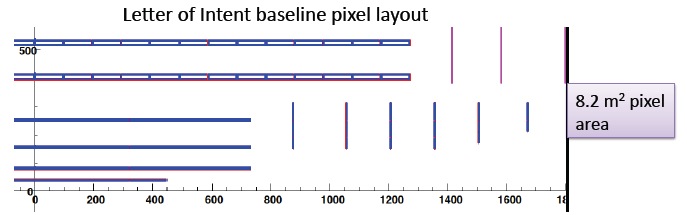 Letter of Intent baseline pixel layout
500
8.2 m² pixel
area
0
0 200 400 600 800 1000 1200 1400 1600 18